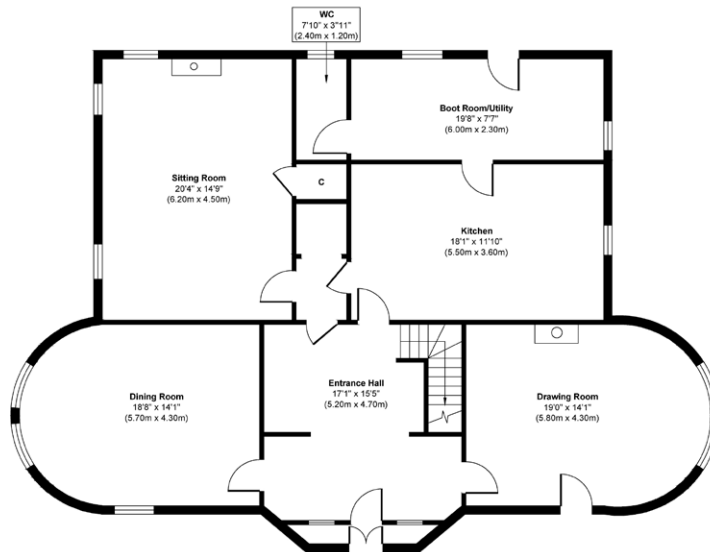 WC
7'10" x 3'11"
(2.40m x 1.20m)
Boot Room/Utility
19'8" x 7'7"
(6.00m x 2.30m)
Sitting Room
20'4" x 14'9"
(6.20m x 4.50m)
C
Kitchen
18'1" x 11'10"
(5.50m x 3.60m)
Dining Room
18'8" x 14'1"
(5.70m x 4.30m)
Entrance Hall
17'1" x 15'5"
(5.20m x 4.70m)
Drawing Room
19'0" x 14'1"
(5.80m x 4.30m)